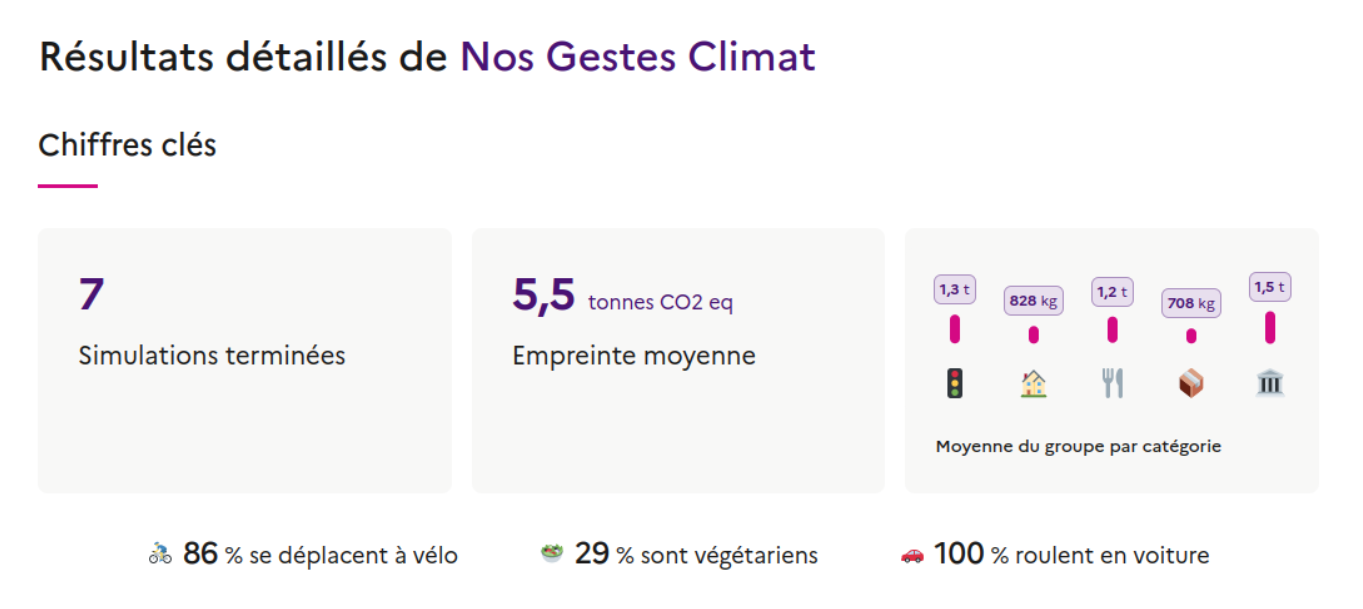 Résultats détaillés de Nos Gestes Climat
Chiffres clés
7
Simulations terminées
5,5 tonnes CO2 eq
Empreinte moyenne
1,3 t 828 kg 1,2 t 708 kg 1,5 t
Moyenne du groupe par catégorie
86 % se déplacent à vélo
29 % sont végétariens
100 % roulent en voiture